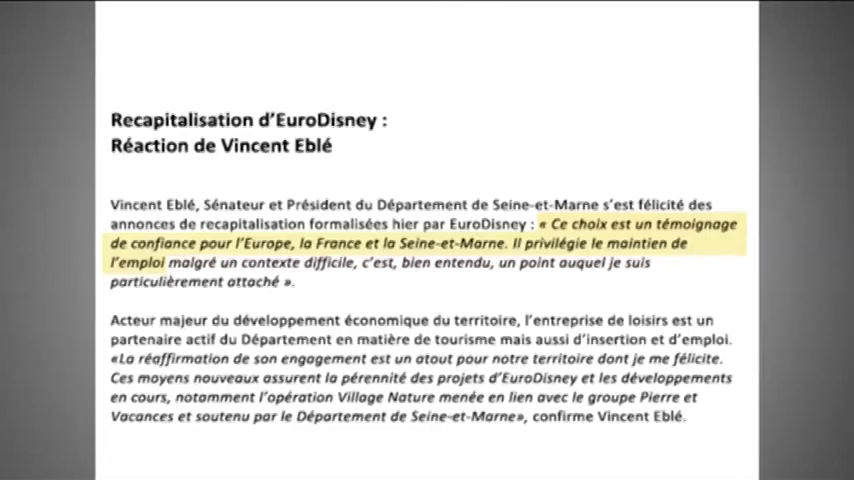 Recapitalisation d'EuroDisney :
Réaction de Vincent Eblé
Vincent Eblé, Sénateur et Président du Département de Seine-et-Marne s'est félicité des
annonces de recapitalisation formalisées hier par EuroDisney : « Ce choix est un témoignage
de confiance pour l'Europe, la France et la Seine-et-Marne. Il privilégie le maintien de
l'emploi malgré un contexte difficile, c'est, bien entendu, un point auquel je suis
particulièrement attaché ».
Acteur majeur du développement économique du territoire, l'entreprise de loisirs est un
partenaire actif du Département en matière de tourisme mais aussi d'insertion et d'emploi.
«La réaffirmation de son engagement est un atout pour notre territoire dont je me félicite.
Ces moyens nouveaux assurent la pérennité des projets d'EuroDisney et les développements
en cours, notamment l'opération Village Nature menée en lien avec le groupe Pierre et
Vacances et soutenu par le Département de Seine-et-Marne», confirme Vincent Eblé.